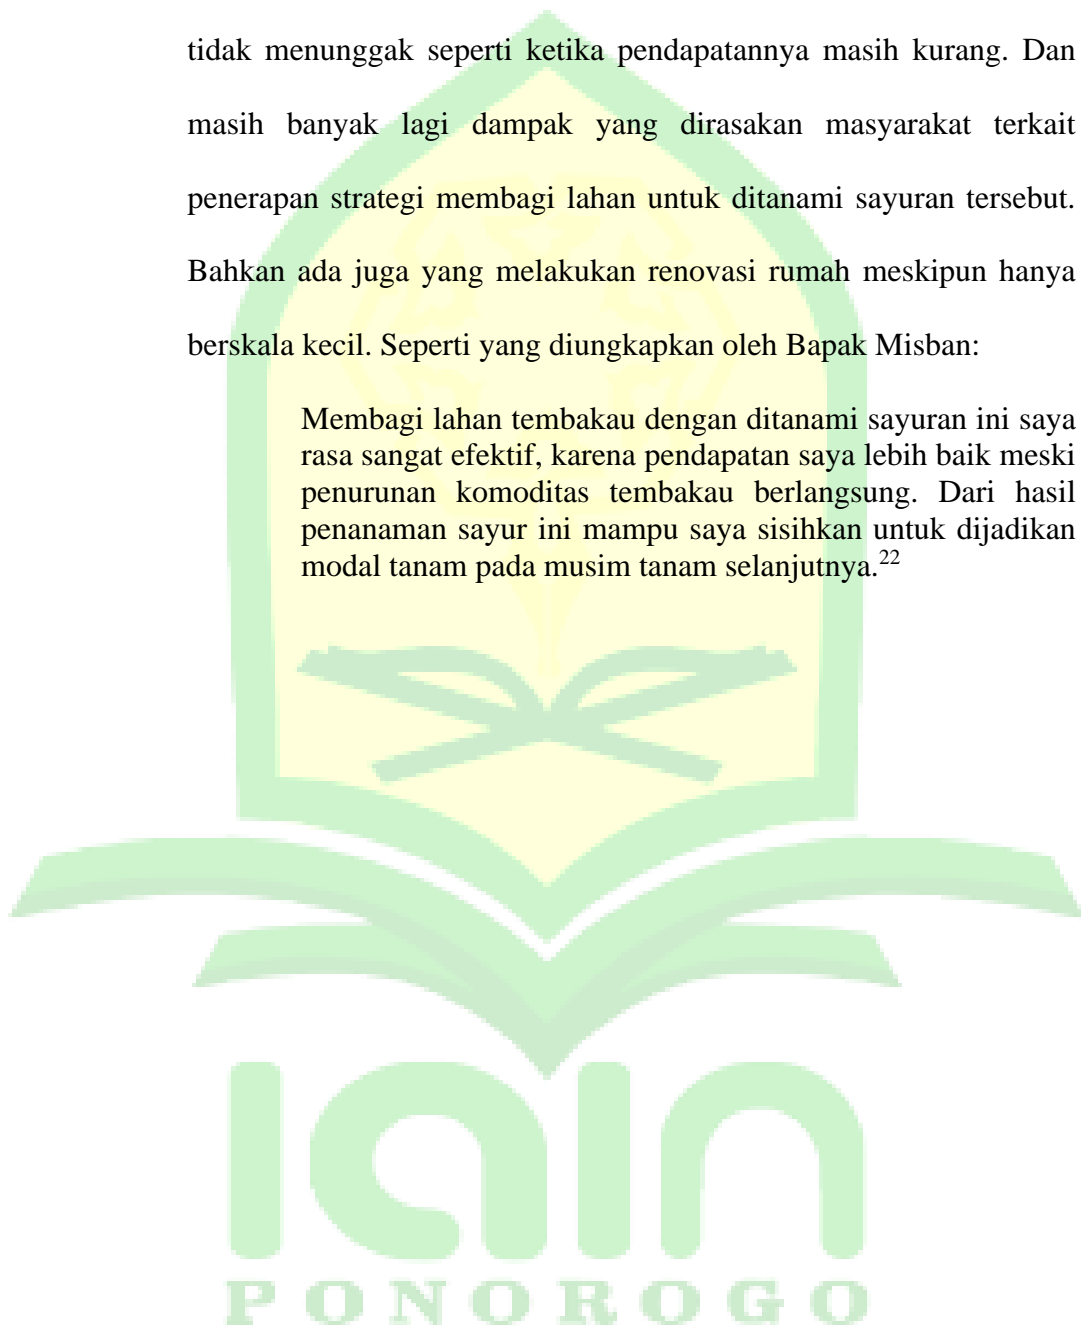 tidak menunggak seperti ketika pendapatannya masih kurang. Dan
masih banyak lagi dampak yang dirasakan masyarakat terkait
penerapan strategi membagi lahan untuk ditanami sayuran tersebut.
Bahkan ada juga yang melakukan renovasi rumah meskipun hanya
berskala kecil. Seperti yang diungkapkan oleh Bapak Misban:
Membagi lahan tembakau dengan ditanami sayuran ini saya
rasa sangat efektif, karena pendapatan saya lebih baik meski
penurunan komoditas tembakau berlangsung. Dari hasil
penanaman sayur ini mampu saya sisihkan untuk dijadikan
modal tanam pada musim tanam selanjutnya.22
iain
PONOROGO